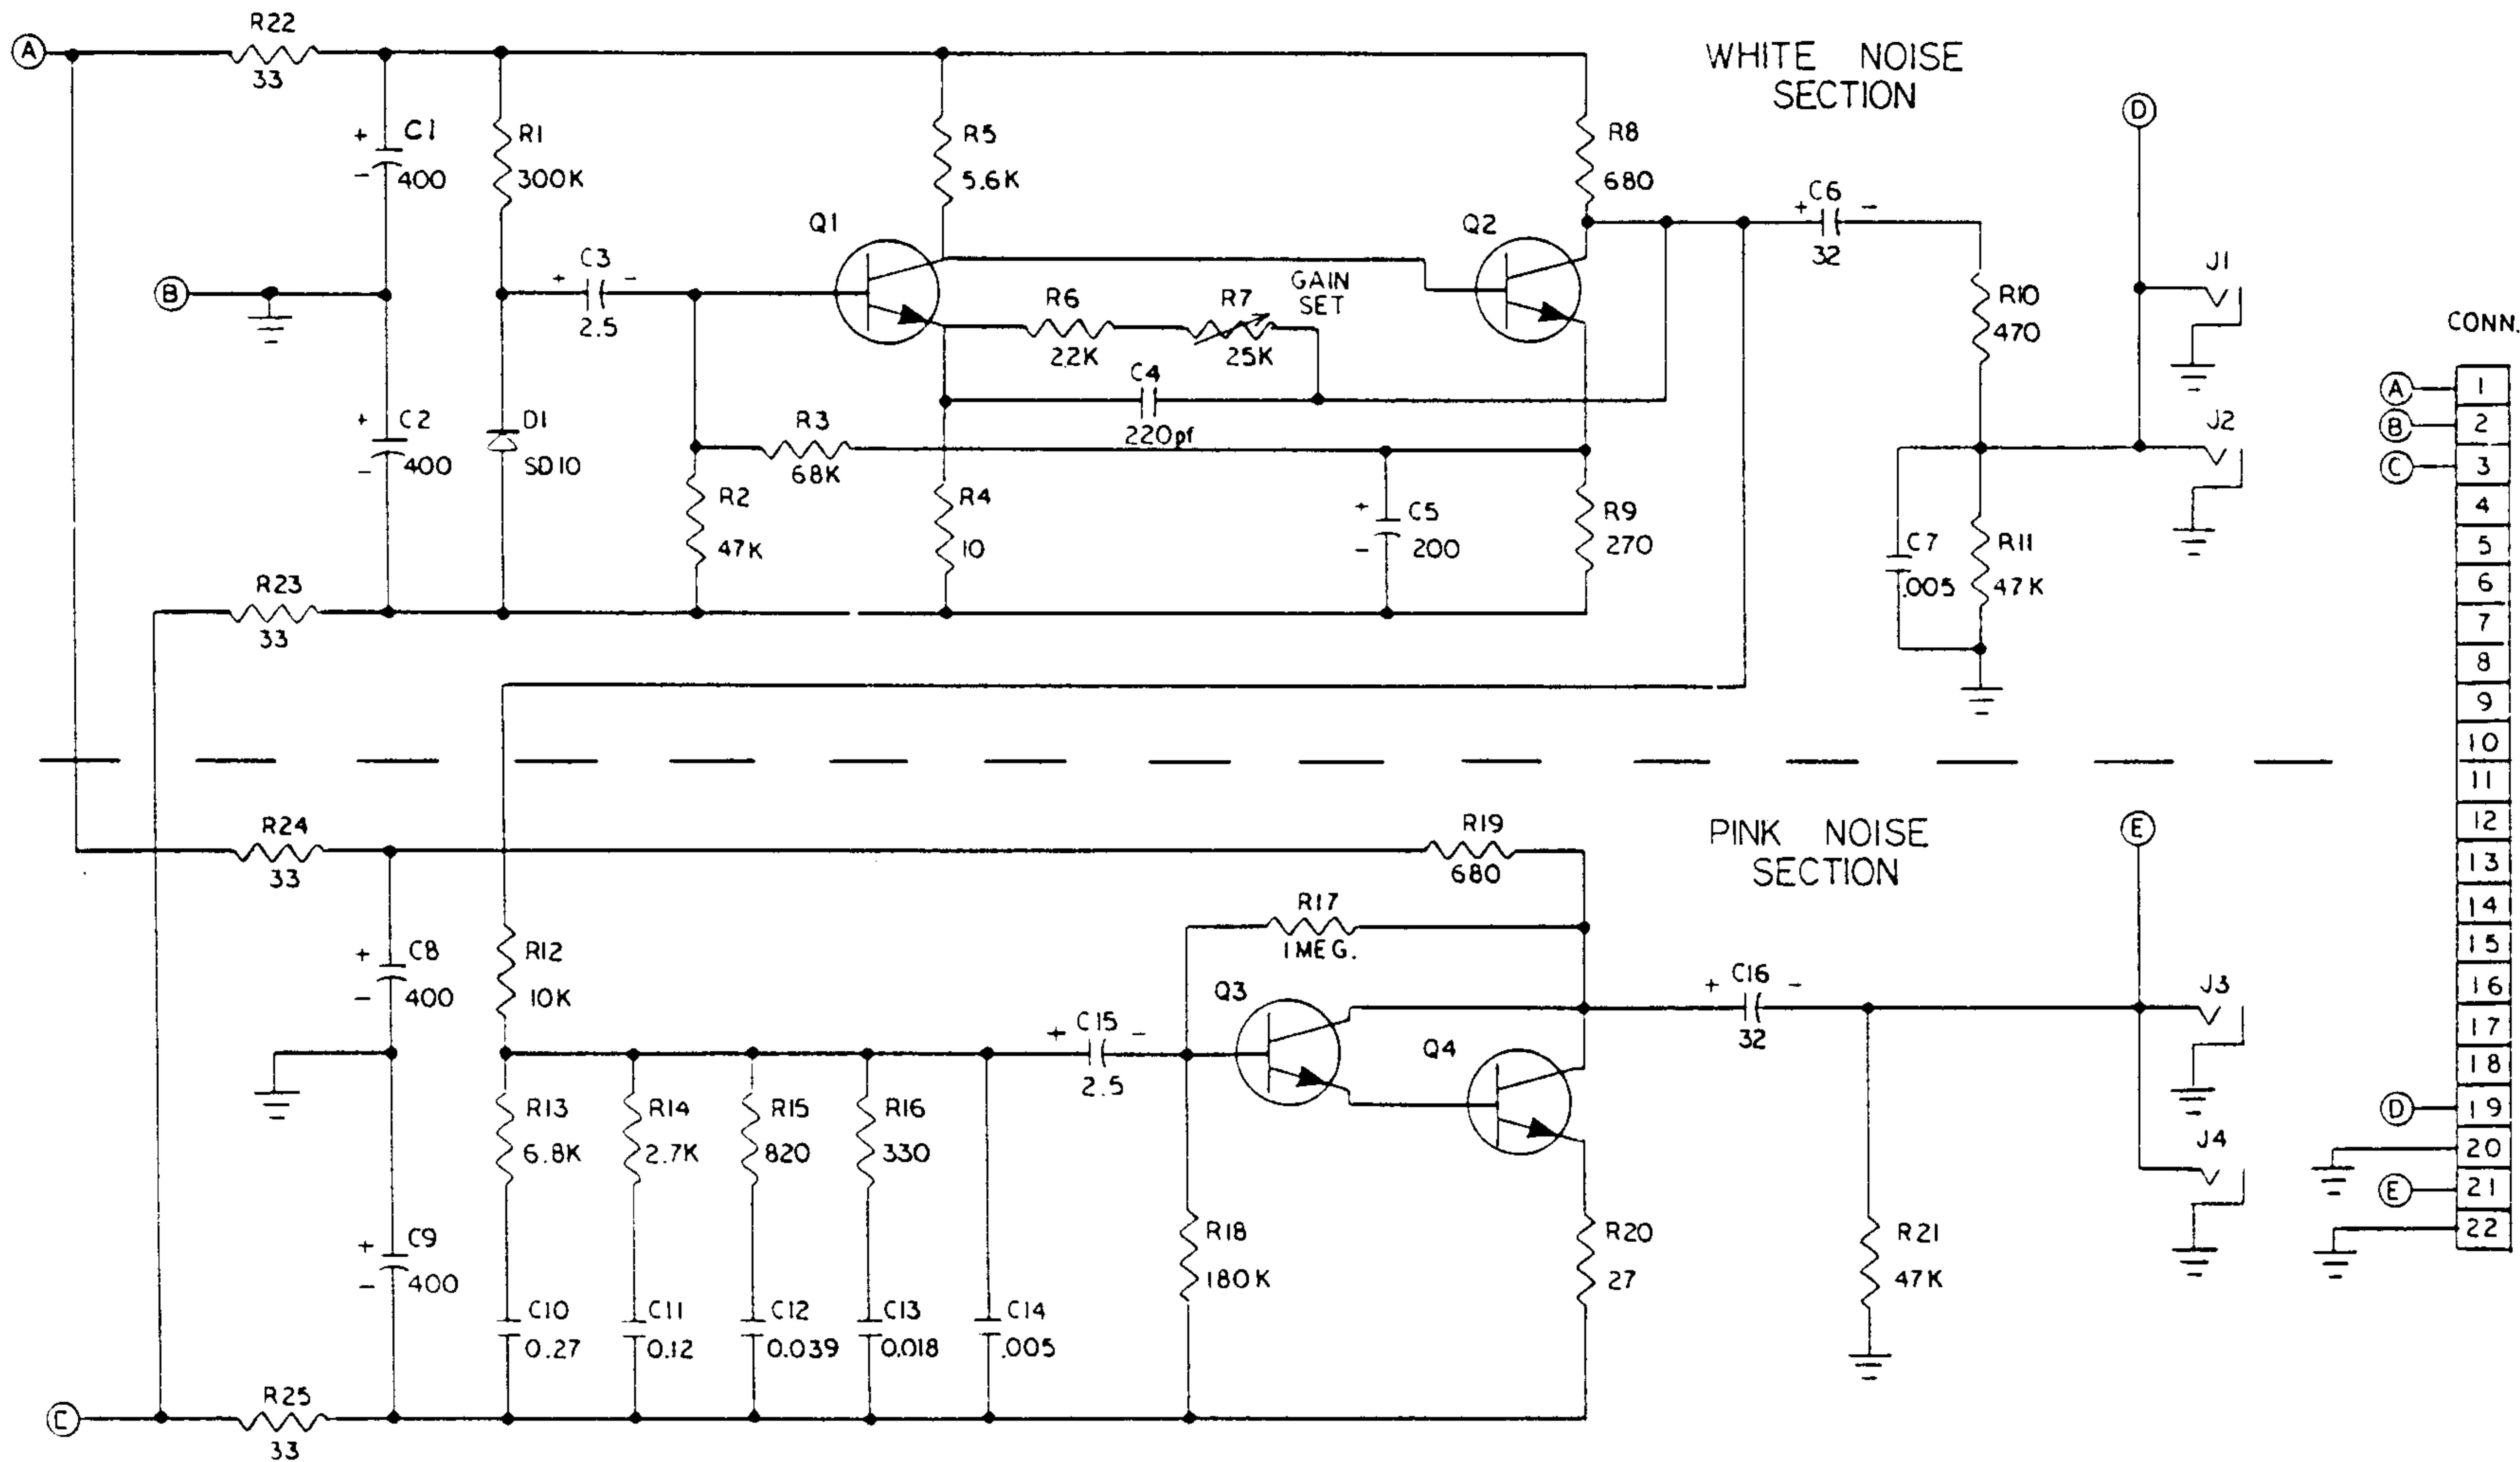 A
R22
33
WHITE NOISE
SECTION
D
+ C1
- 400
R1
300K
R5
5.6K
R8
680
B
C3
+ -
2.5
Q1
Q2
GAIN
SET
R6
22K
R7
25K
C4
220pf
+ C6 -
32
R10
470
J1
J2
CONN.
+ C2
- 400
D1
SD10
R3
68K
R2
47K
R4
10
+ C5
- 200
R9
270
C7
.005
R11
47K
R23
33
A 1
B 2
C 3
4
5
6
7
8
9
10
11
12
13
14
15
16
17
18
D 19
20
E 21
22
R24
33
R19
680
PINK NOISE
SECTION
E
R17
1MEG.
+ C8
- 400
R12
10K
Q3
Q4
+ C15 -
2.5
+ C16 -
32
J3
J4
R13
6.8K
R14
2.7K
R15
820
R16
330
R18
180K
R20
27
R21
47K
+ C9
- 400
C10
0.27
C11
0.12
C12
0.039
C13
0.018
C14
.005
C
R25
33